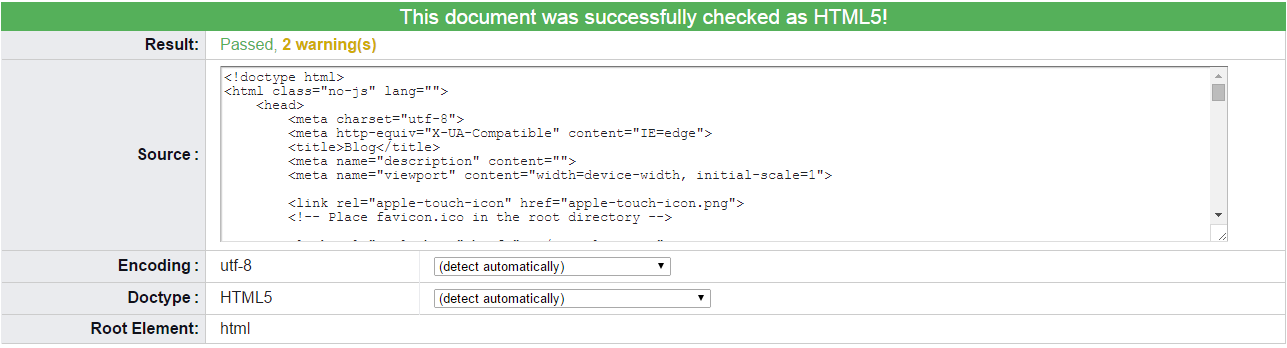 This document was successfully checked as HTML5!
Result: Passed, 2 warning(s)
Source :
<!doctype html>
<html class="no-js" lang="">
<head>
<meta charset="utf-8">
<meta http-equiv="X-UA-Compatible" content="IE=edge">
<title>Blog</title>
<meta name="description" content="">
<meta name="viewport" content="width=device-width, initial-scale=1">
<link rel="apple-touch-icon" href="apple-touch-icon.png">
<!-- Place favicon.ico in the root directory -->
Encoding : utf-8 (detect automatically)
Doctype : HTML5 (detect automatically)
Root Element: html